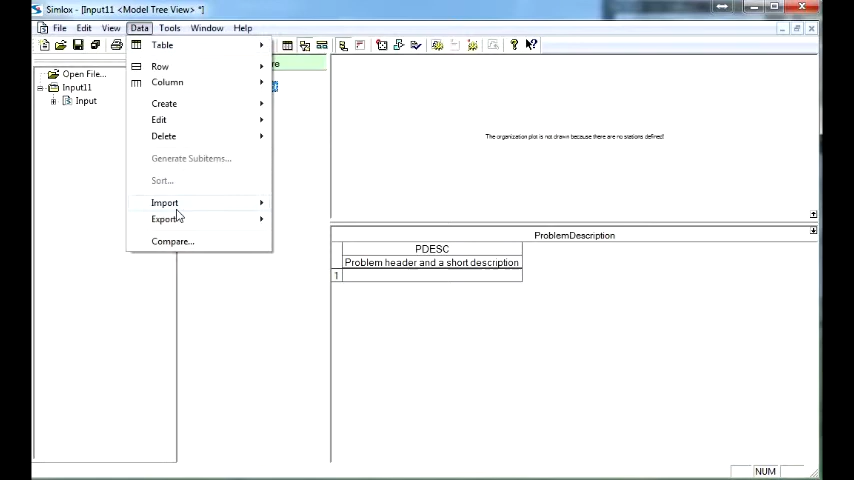 Simlox - [Input11 <Model Tree View> *]
File Edit View Data Tools Window Help
Table
Row
Column
Create
Edit
Delete
Generate Subitems...
Sort...
Import
Export
Compare...
Open File...
Input11
Input
The organization plot is not drawn because there are no stations defined!
ProblemDescription
PDESC
Problem header and a short description
1
NUM